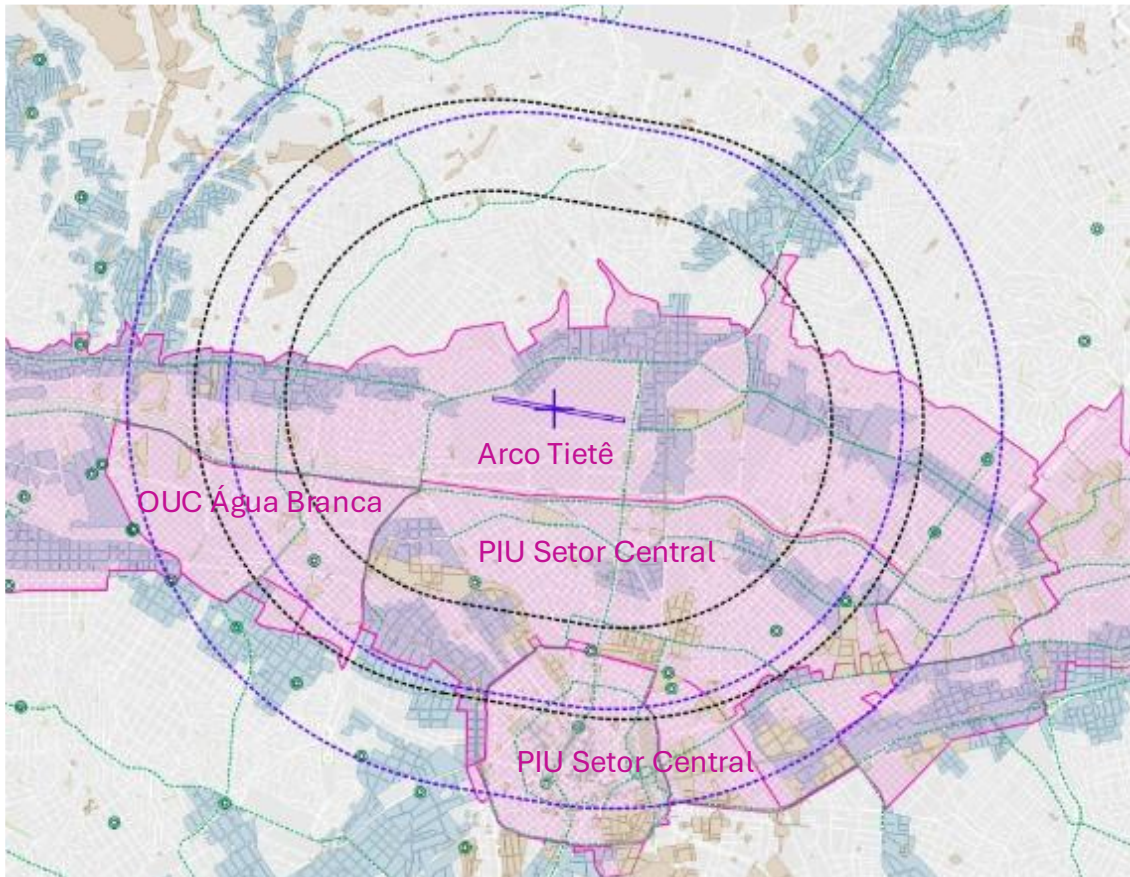 Arco Tietê
OUC Água Branca
PIU Setor Central
PIU Setor Central